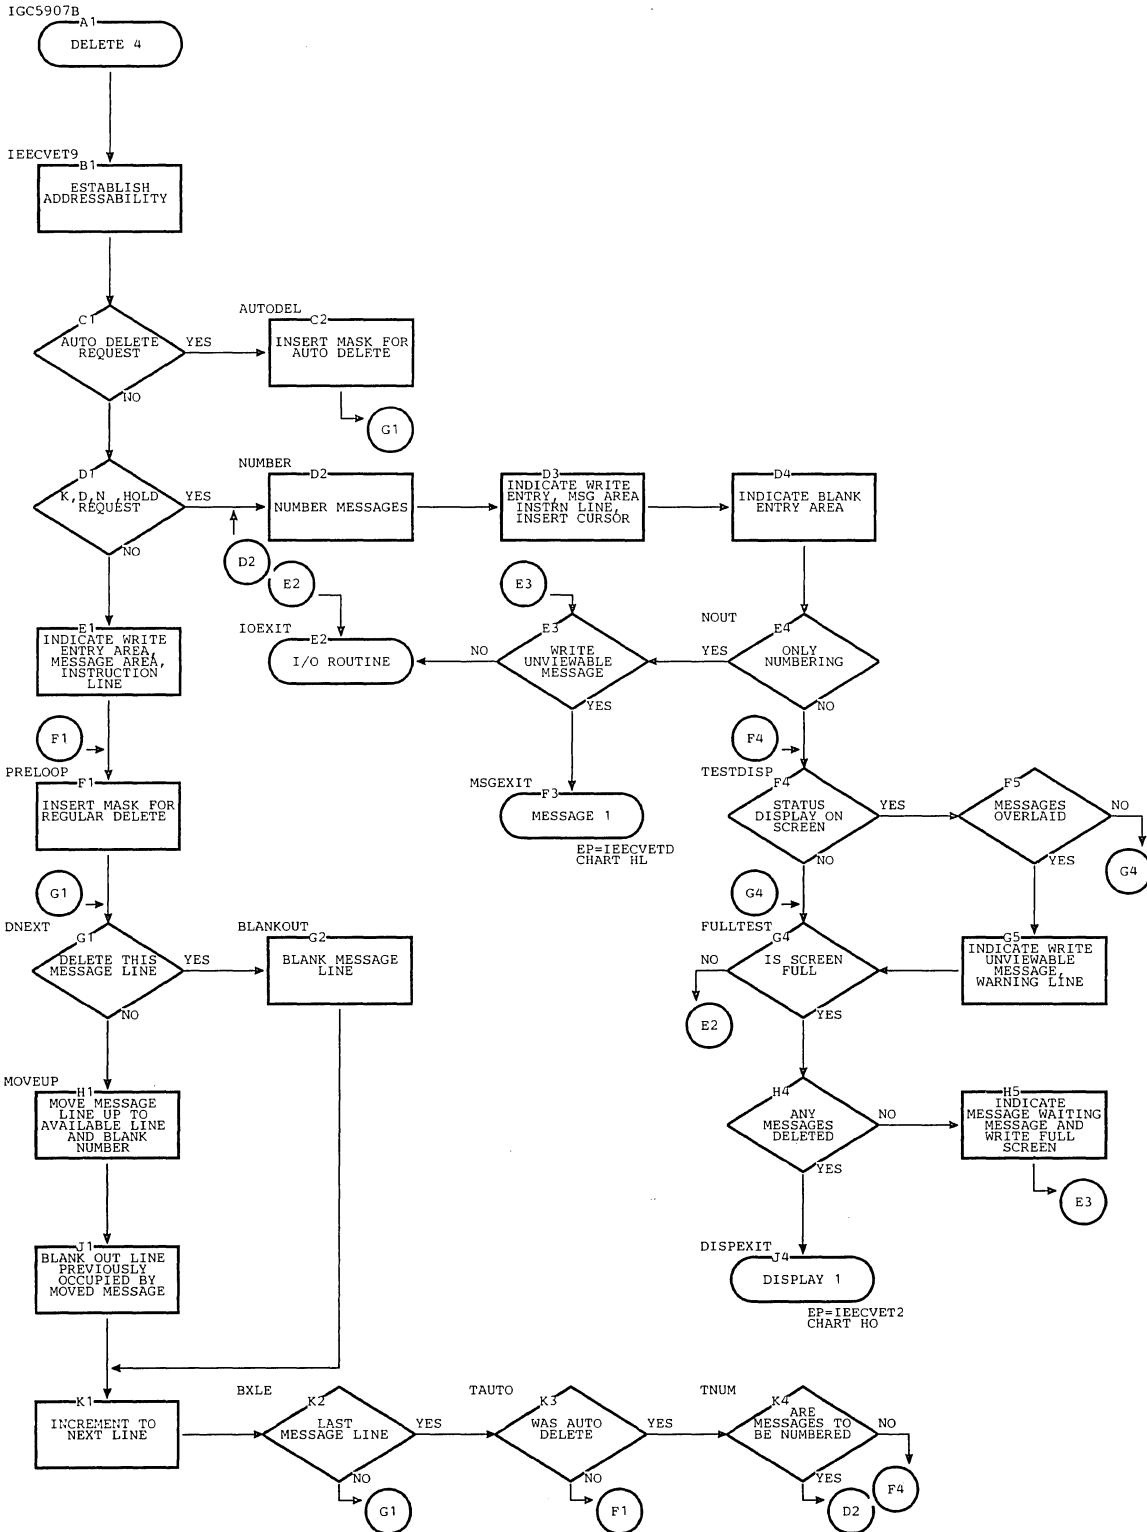 IGC5907B
A1
DELETE 4
IEECVET9
B1
ESTABLISH
ADDRESSABILITY
C1
AUTO DELETE
REQUEST
YES
NO
AUTODEL
C2
INSERT MASK FOR
AUTO DELETE
G1
D1
K,D,N ,HOLD
REQUEST
YES
NO
D2
NUMBER
D2
NUMBER MESSAGES
D3
INDICATE WRITE
ENTRY, MSG AREA
INSTRN LINE,
INSERT CURSOR
D4
INDICATE BLANK
ENTRY AREA
E1
INDICATE WRITE
ENTRY AREA,
MESSAGE AREA,
INSTRUCTION
LINE
E2
IOEXIT
E2
I/O ROUTINE
E3
E3
WRITE
UNVIEWABLE
MESSAGE
NO
YES
NOUT
E4
ONLY
NUMBERING
YES
NO
F1
PRELOOP
F1
INSERT MASK FOR
REGULAR DELETE
MSGEXIT
F3
MESSAGE 1
EP=IEECVETD
CHART HL
F4
TESTDISP
F4
STATUS
DISPLAY ON
SCREEN
YES
NO
F5
MESSAGES
OVERLAID
NO
YES
G4
G1
DNEXT
G1
DELETE THIS
MESSAGE LINE
YES
NO
BLANKOUT
G2
BLANK MESSAGE
LINE
G4
FULLTEST
G4
IS SCREEN
FULL
NO
YES
E2
G5
INDICATE WRITE
UNVIEWABLE
MESSAGE,
WARNING LINE
MOVEUP
H1
MOVE MESSAGE
LINE UP TO
AVAILABLE LINE
AND BLANK
NUMBER
H4
ANY
MESSAGES
DELETED
NO
YES
H5
INDICATE
MESSAGE WAITING
MESSAGE AND
WRITE FULL
SCREEN
E3
J1
BLANK OUT LINE
PREVIOUSLY
OCCUPIED BY
MOVED MESSAGE
DISPEXIT
J4
DISPLAY 1
EP=IEECVET2
CHART HO
K1
INCREMENT TO
NEXT LINE
BXLE
K2
LAST
MESSAGE LINE
YES
NO
G1
TAUTO
K3
WAS AUTO
DELETE
YES
NO
F1
TNUM
K4
ARE
MESSAGES TO
BE NUMBERED
NO
YES
D2
F4